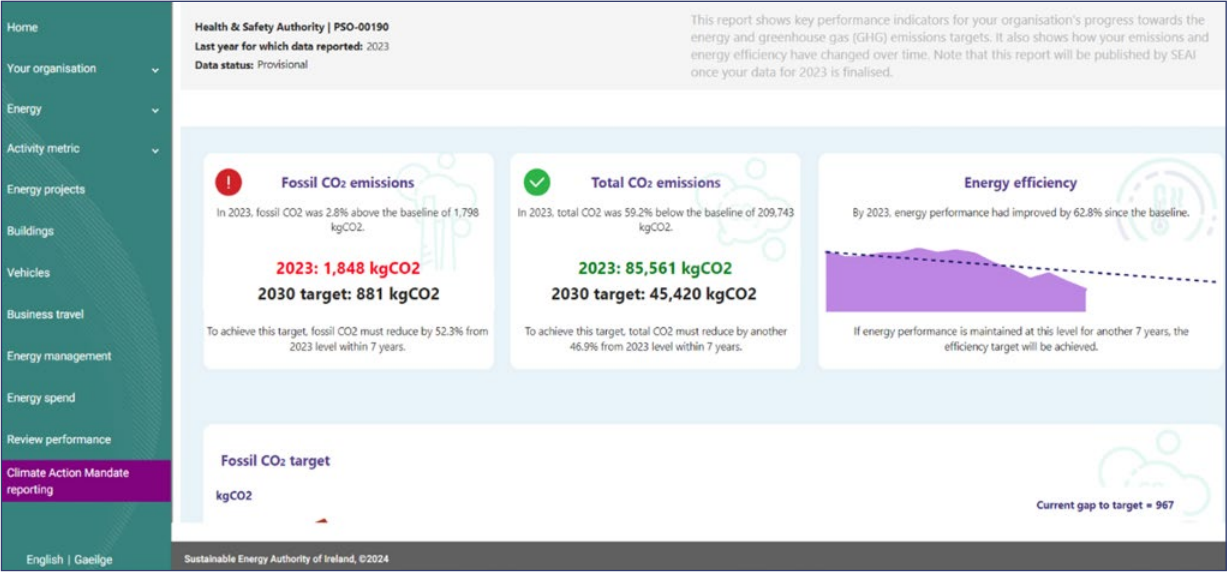 Home
Your organisation
Energy
Activity metric
Energy projects
Buildings
Vehicles
Business travel
Energy management
Energy spend
Review performance
Climate Action Mandate
reporting
English | Gaeilge
Health & Safety Authority | PSO-00190
Last year for which data reported: 2023
Data status: Provisional
This report shows key performance indicators for your organisation's progress towards the
energy and greenhouse gas (GHG) emissions targets. It also shows how your emissions and
energy efficiency have changed over time. Note that this report will be published by SEAI
once your data for 2023 is finalised.
Fossil CO₂ emissions
In 2023, fossil CO2 was 2.8% above the baseline of 1,798
kgCO2.
2023: 1,848 kgCO2
2030 target: 881 kgCO2
To achieve this target, fossil CO2 must reduce by 52.3% from
2023 level within 7 years.
Total CO₂ emissions
In 2023, total CO2 was 59.2% below the baseline of 209,743
kgCO2.
2023: 85,561 kgCO2
2030 target: 45,420 kgCO2
To achieve this target, total CO2 must reduce by another
46.9% from 2023 level within 7 years.
Energy efficiency
By 2023, energy performance had improved by 62.8% since the baseline.
If energy performance is maintained at this level for another 7 years, the
efficiency target will be achieved.
Fossil CO₂ target
kgCO2
Current gap to target = 967
Sustainable Energy Authority of Ireland, ©2024